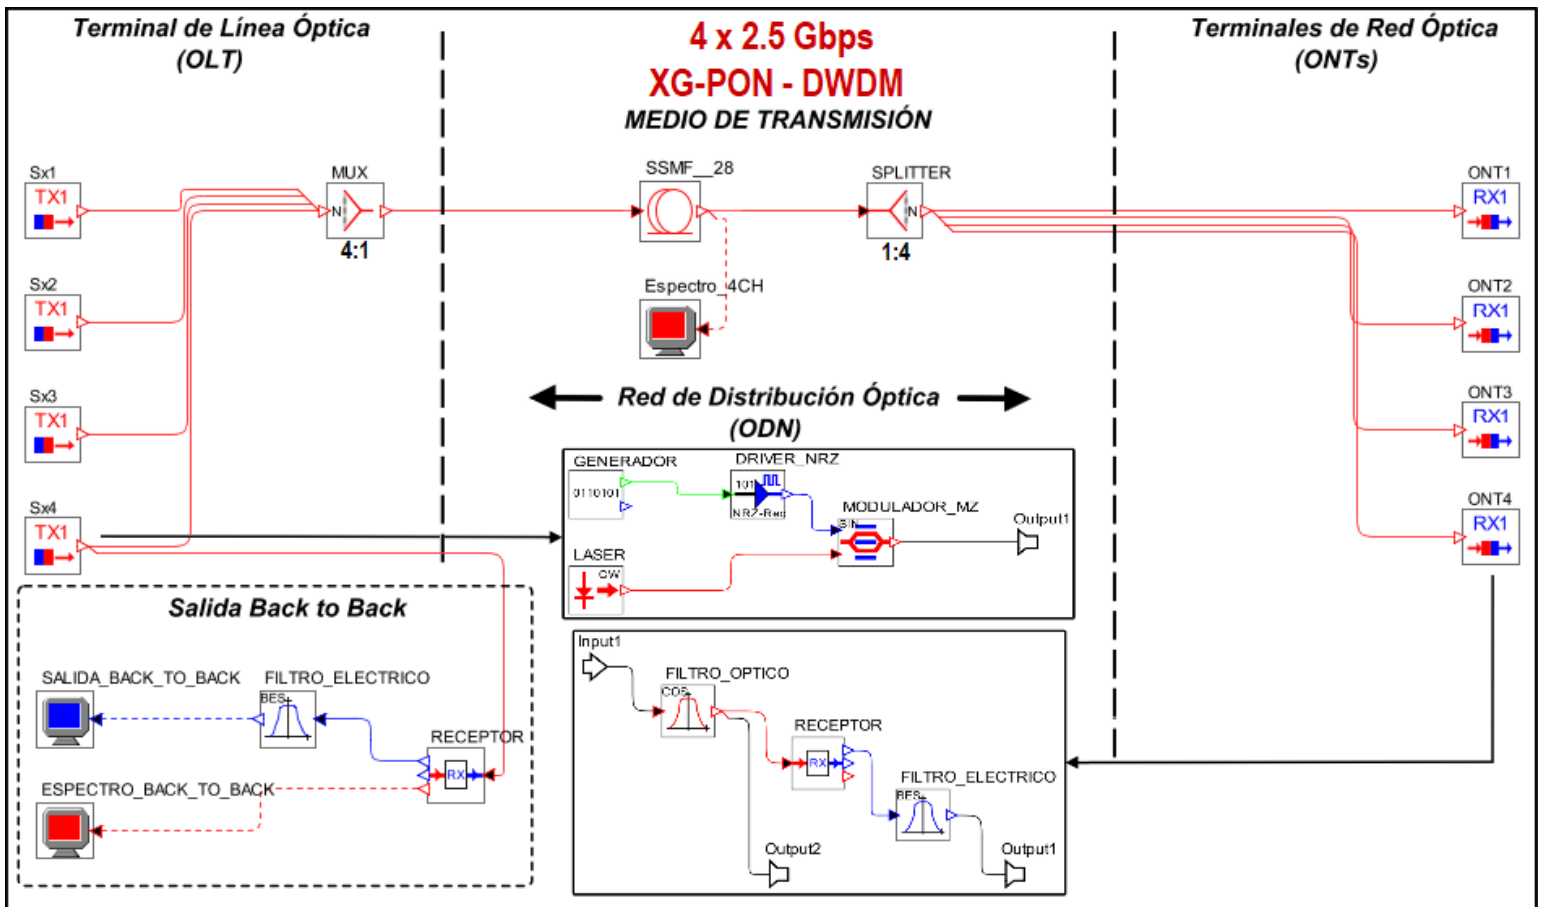 Terminal de Línea Óptica
(OLT)
4 x 2.5 Gbps
XG-PON - DWDM
MEDIO DE TRANSMISIÓN
Terminales de Red Óptica
(ONTs)
Sx1
TX1
MUX
N
4:1
SSMF__28
SPLITTER
N
1:4
ONT1
RX1
Sx2
TX1
Espectro_4CH
ONT2
RX1
Sx3
TX1
Red de Distribución Óptica
(ODN)
ONT3
RX1
Sx4
TX1
ONT4
RX1
GENERADOR
0110101
DRIVER_NRZ
101
NRZ-Rec
MODULADOR_MZ
SIN
Output1
LASER
CW
Salida Back to Back
SALIDA_BACK_TO_BACK
FILTRO_ELECTRICO
BES
RECEPTOR
RX
ESPECTRO_BACK_TO_BACK
Input1
FILTRO_OPTICO
COS
RECEPTOR
RX
FILTRO_ELECTRICO
BES
Output2
Output1